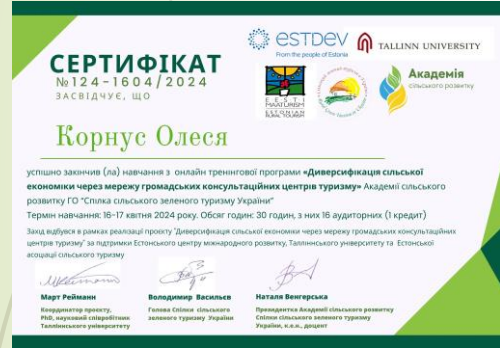 estdev
From the people of Estonia
TALLINN UNIVERSITY
СЕРТИФІКАТ
№124-1604/2024
ЗАСВІДЧУЄ, ЩО
EESTI
MAATURISM
ESTONIAN
RURAL TOURISM
Академія
сільського розвитку
Корнус Олеся
успішно закінчив (ла) навчання з онлайн тренінгової програми «Диверсифікація сільської
економіки через мережу громадських консультаційних центрів туризму» Академії сільського
розвитку ГО "Спілка сільського зеленого туризму України"
Термін навчання: 16-17 квітня 2024 року. Обсяг годин: 30 годин, з них 16 аудиторних (1 кредит)
Захід відбувся в рамках реалізації проєкту "Диверсифікація сільської економіки через мережу громадських консультаційних
центрів туризму" за підтримки Естонського центру міжнародного розвитку, Таллінського університету та Естонської
асоціації сільського туризму
Март Рейманн
Координатор проєкту,
PhD, науковий співробітник
Таллінського університету
Володимир Васильєв
Голова Спілки сільського
зеленого туризму України
Наталя Венгерська
Президентка Академії сільського розвитку
Спілки сільського зеленого туризму
України, к.е.н., доцент